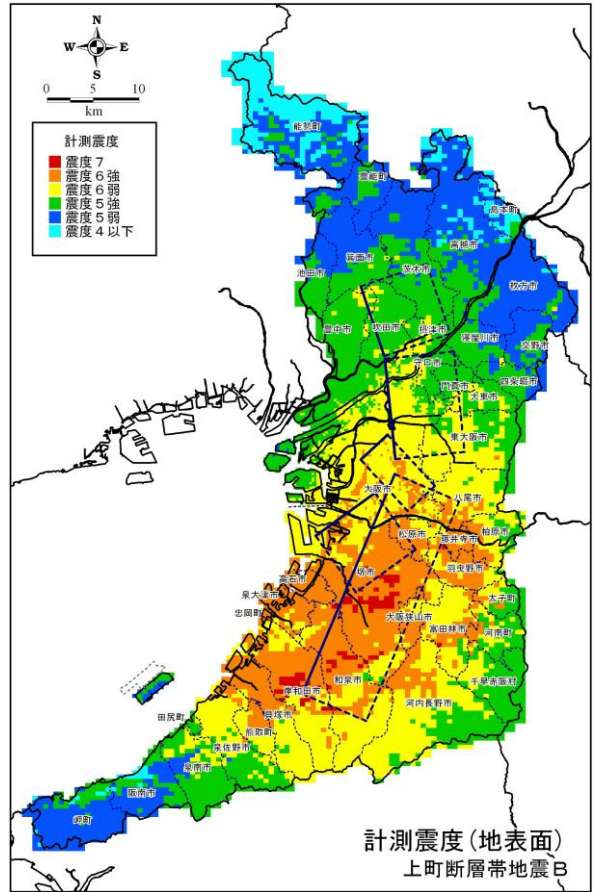 N
W E
S
0 5 10
km
計測震度
震度7
震度6強
震度6弱
震度5強
震度5弱
震度4以下
能勢町
豊能町
島本町
高槻市
箕面市
茨木市
池田市
枚方市
豊中市
吹田市
摂津市
寝屋川市
交野市
守口市
門真市
四条畷市
大東市
東大阪市
大阪市
八尾市
松原市
柏原市
藤井寺市
堺市
羽曳野市
高石市
泉大津市
太子町
忠岡町
大阪狭山市
富田林市
河南町
和泉市
千早赤阪村
岸和田市
河内長野市
貝塚市
田尻町
熊取町
泉佐野市
泉南市
阪南市
岬町
計測震度(地表面)
上町断層帯地震B